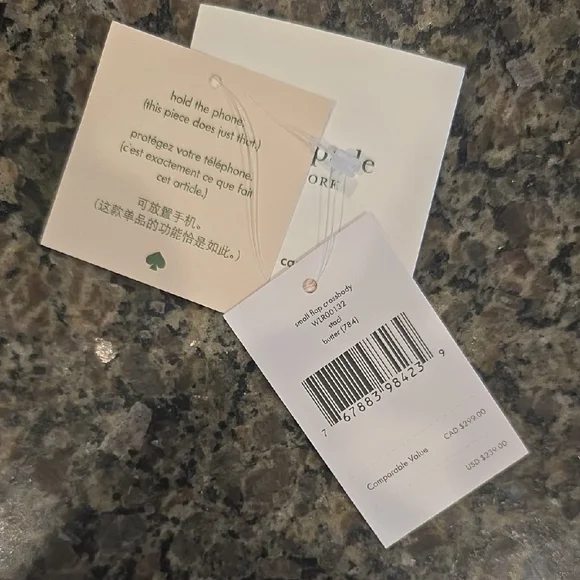 hold the phone.
(this piece does just that.)
protégez votre téléphone.
(c'est exactement ce que fait
cet article.)
可放置手机。
(这款单品的功能恰是如此。)
ORK
small flap crossbody
WLR00132
staci
butter (784)
7 67883 98423 9
Comparable Value CAD $299.00
USD $239.00